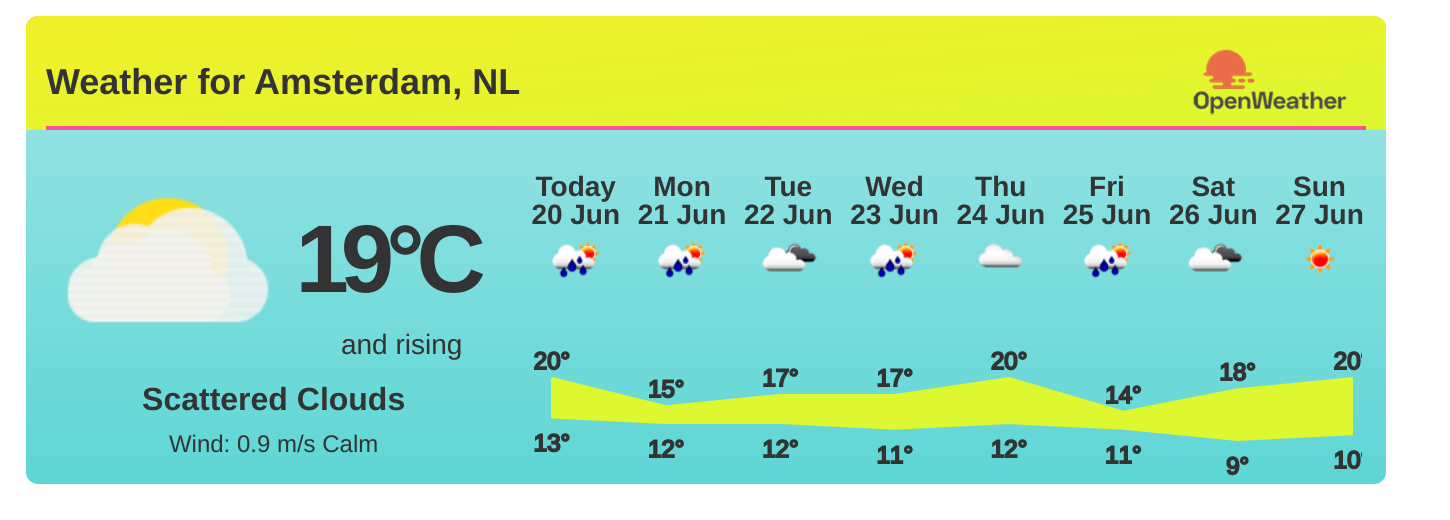 Weather for Amsterdam, NL
OpenWeather
19°C
and rising
Scattered Clouds
Wind: 0.9 m/s Calm
Today Mon Tue Wed Thu Fri Sat Sun
20 Jun 21 Jun 22 Jun 23 Jun 24 Jun 25 Jun 26 Jun 27 Jun
20° 15° 17° 17° 20° 14° 18° 20°
13° 12° 12° 11° 12° 11° 9° 10°